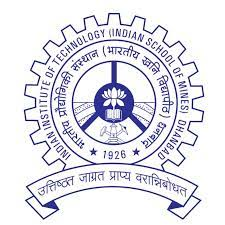 INDIAN INSTITUTE OF TECHNOLOGY (INDIAN SCHOOL OF MINES) DHANBAD
भारतीय प्रौद्योगिकी संस्थान (भारतीय खनि विद्यापीठ) धनबाद
1926
उत्तिष्ठत जाग्रत प्राप्य वरान्निबोधत